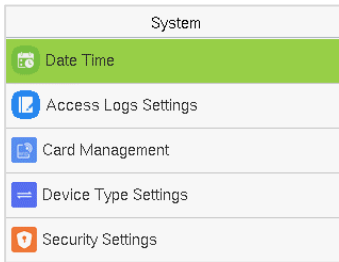 System
Date Time
Access Logs Settings
Card Management
Device Type Settings
Security Settings